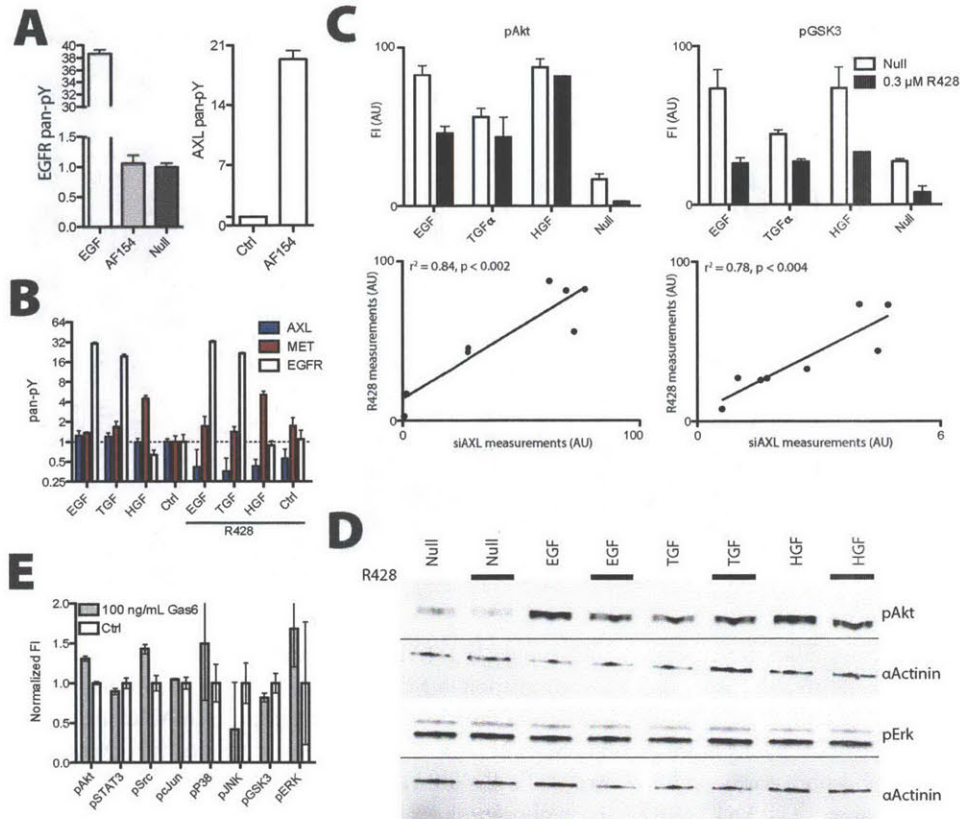 A
EGFR pan-pY
40
38
36
34
32
30
1.5
1.0
0.5
0.0
EGF
AF154
Null
AXL pan-pY
21
14
7
Ctrl
AF154
B
pan-pY
64
32
16
8
4
2
1
0.5
0.25
AXL
MET
EGFR
EGF
TGF
HGF
Ctrl
EGF
TGF
HGF
Ctrl
R428
C
pAkt
FI (AU)
100
0
EGF
TGFα
HGF
Null
pGSK3
FI (AU)
100
0
Null
0.3 µM R428
EGF
TGFα
HGF
Null
r² = 0.84, p < 0.002
R428 measurements (AU)
100
0
0
100
siAXL measurements (AU)
r² = 0.78, p < 0.004
R428 measurements (AU)
100
0
0
6
siAXL measurements (AU)
D
R428
Null
Null
EGF
EGF
TGF
TGF
HGF
HGF
pAkt
αActinin
pErk
αActinin
E
Normalized FI
2.0
1.5
1.0
0.5
0.0
100 ng/mL Gas6
Ctrl
pAkt
pSTAT3
pSrc
pcJun
pP38
pJNK
pGSK3
pERK